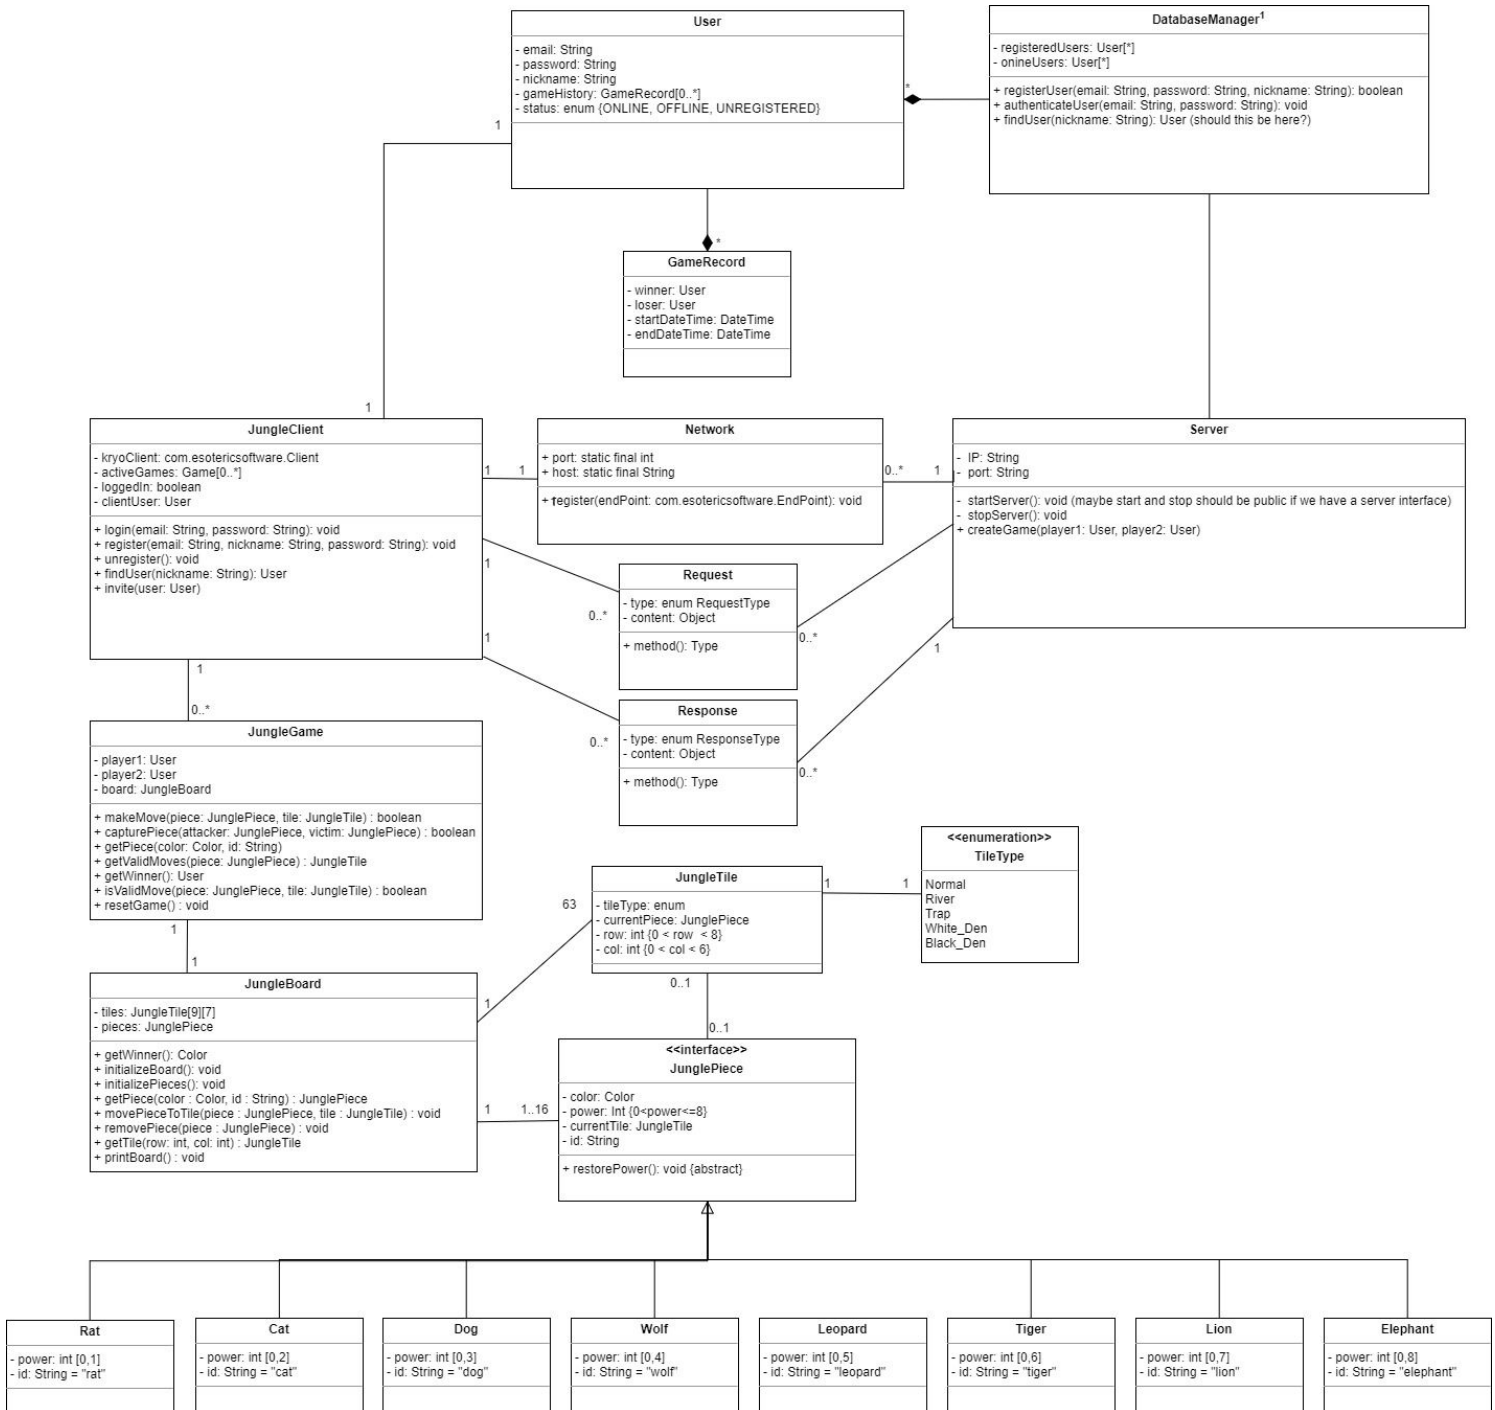 User
- email: String
- password: String
- nickname: String
- gameHistory: GameRecord[0..*]
- status: enum {ONLINE, OFFLINE, UNREGISTERED}
DatabaseManager¹
- registeredUsers: User[*]
- onineUsers: User[*]
+ registerUser(email: String, password: String, nickname: String): boolean
+ authenticateUser(email: String, password: String): void
+ findUser(nickname: String): User (should this be here?)
*
1
*
GameRecord
- winner: User
- loser: User
- startDateTime: DateTime
- endDateTime: DateTime
1
JungleClient
- kryoClient: com.esotericsoftware.Client
- activeGames: Game[0..*]
- loggedIn: boolean
- clientUser: User
+ login(email: String, password: String): void
+ register(email: String, nickname: String, password: String): void
+ unregister(): void
+ findUser(nickname: String): User
+ invite(user: User)
1
1
Network
+ port: static final int
+ host: static final String
+ register(endPoint: com.esotericsoftware.EndPoint): void
0..*
1
Server
- IP: String
- port: String
- startServer(): void (maybe start and stop should be public if we have a server interface)
- stopServer(): void
+ createGame(player1: User, player2: User)
1
0..*
Request
- type: enum RequestType
- content: Object
+ method(): Type
0..*
1
1
0..*
Response
- type: enum ResponseType
- content: Object
+ method(): Type
0..*
1
0..*
JungleGame
- player1: User
- player2: User
- board: JungleBoard
+ makeMove(piece: JunglePiece, tile: JungleTile) : boolean
+ capturePiece(attacker: JunglePiece, victim: JunglePiece) : boolean
+ getPiece(color: Color, id: String)
+ getValidMoves(piece: JunglePiece) : JungleTile
+ getWinner(): User
+ isValidMove(piece: JunglePiece, tile: JungleTile) : boolean
+ resetGame() : void
<<enumeration>>
TileType
Normal
River
Trap
White_Den
Black_Den
JungleTile
- tileType: enum
- currentPiece: JunglePiece
- row: int {0 < row  < 8}
- col: int {0 < col < 6}
1
1
63
1
1
1
0..1
0..1
JungleBoard
- tiles: JungleTile[9][7]
- pieces: JunglePiece
+ getWinner(): Color
+ initializeBoard(): void
+ initializePieces(): void
+ getPiece(color : Color, id : String) : JunglePiece
+ movePieceToTile(piece : JunglePiece, tile : JungleTile) : void
+ removePiece(piece : JunglePiece) : void
+ getTile(row: int, col: int) : JungleTile
+ printBoard() : void
1
1..16
<<interface>>
JunglePiece
- color: Color
- power: Int {0<power<=8}
- currentTile: JungleTile
- id: String
+ restorePower(): void {abstract}
Rat
- power: int [0,1]
- id: String = "rat"
Cat
- power: int [0,2]
- id: String = "cat"
Dog
- power: int [0,3]
- id: String = "dog"
Wolf
- power: int [0,4]
- id: String = "wolf"
Leopard
- power: int [0,5]
- id: String = "leopard"
Tiger
- power: int [0,6]
- id: String = "tiger"
Lion
- power: int [0,7]
- id: String = "lion"
Elephant
- power: int [0,8]
- id: String = "elephant"